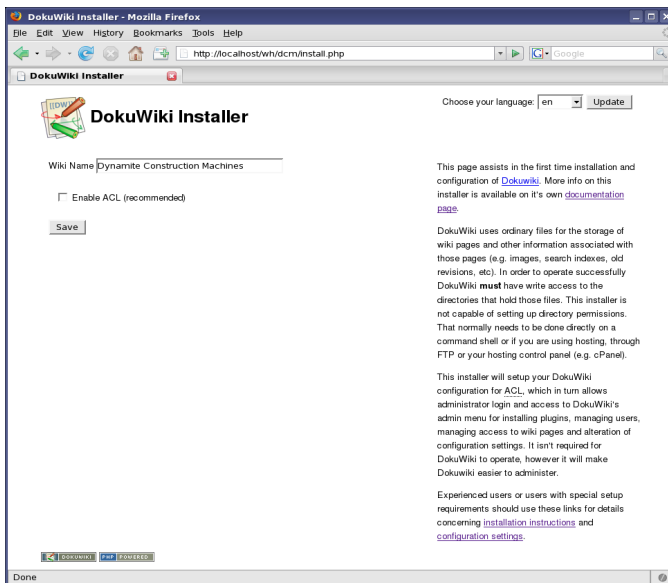 DokuWiki Installer - Mozilla Firefox
File Edit View History Bookmarks Tools Help
http://localhost/wh/dcm/install.php
G Google
DokuWiki Installer
Choose your language: en Update
DokuWiki Installer
Wiki Name Dynamite Construction Machines
Enable ACL (recommended)
Save
This page assists in the first time installation and
configuration of Dokuwiki. More info on this
installer is available on it's own documentation
page.
DokuWiki uses ordinary files for the storage of
wiki pages and other information associated with
those pages (e.g. images, search indexes, old
revisions, etc). In order to operate successfully
DokuWiki must have write access to the
directories that hold those files. This installer is
not capable of setting up directory permissions.
That normally needs to be done directly on a
command shell or if you are using hosting, through
FTP or your hosting control panel (e.g. cPanel).
This installer will setup your DokuWiki
configuration for ACL, which in turn allows
administrator login and access to DokuWiki's
admin menu for installing plugins, managing users,
managing access to wiki pages and alteration of
configuration settings. It isn't required for
DokuWiki to operate, however it will make
Dokuwiki easier to administer.
Experienced users or users with special setup
requirements should use these links for details
concerning installation instructions and
configuration settings.
DOKUWIKI PHP POWERED
Done